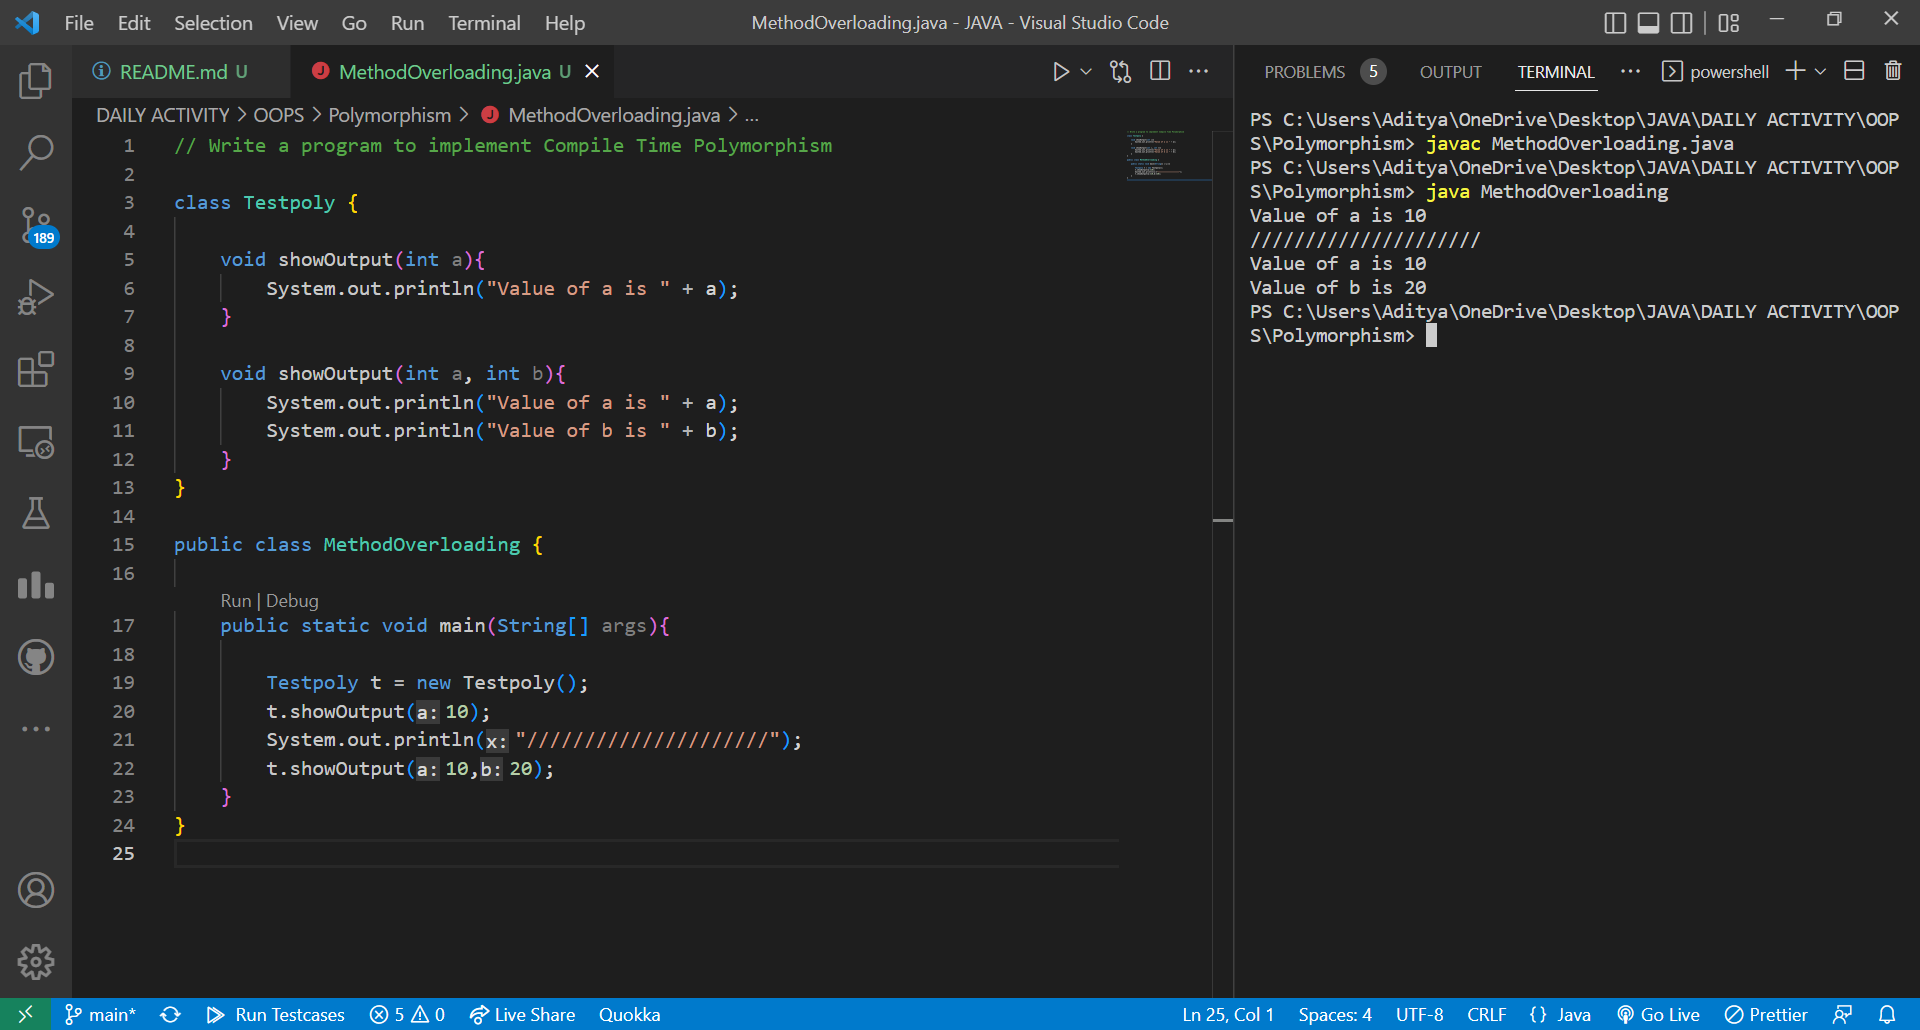 File Edit Selection View Go Run Terminal Help MethodOverloading.java - JAVA - Visual Studio Code
README.md U MethodOverloading.java U
DAILY ACTIVITY > OOPS > Polymorphism > MethodOverloading.java > ...
1 // Write a program to implement Compile Time Polymorphism
2
3 class Testpoly {
4
5 void showOutput(int a){
6 System.out.println("Value of a is " + a);
7 }
8
9 void showOutput(int a, int b){
10 System.out.println("Value of a is " + a);
11 System.out.println("Value of b is " + b);
12 }
13 }
14
15 public class MethodOverloading {
16
Run | Debug
17 public static void main(String[] args){
18
19 Testpoly t = new Testpoly();
20 t.showOutput(a: 10);
21 System.out.println(x: "/////////////////////");
22 t.showOutput(a: 10,b: 20);
23 }
24 }
25
PROBLEMS 5 OUTPUT TERMINAL ... powershell
PS C:\Users\Aditya\OneDrive\Desktop\JAVA\DAILY ACTIVITY\OOP
S\Polymorphism> javac MethodOverloading.java
PS C:\Users\Aditya\OneDrive\Desktop\JAVA\DAILY ACTIVITY\OOP
S\Polymorphism> java MethodOverloading
Value of a is 10
/////////////////////
Value of a is 10
Value of b is 20
PS C:\Users\Aditya\OneDrive\Desktop\JAVA\DAILY ACTIVITY\OOP
S\Polymorphism>
189
main* Run Testcases 5 0 Live Share Quokka Ln 25, Col 1 Spaces: 4 UTF-8 CRLF {} Java Go Live Prettier